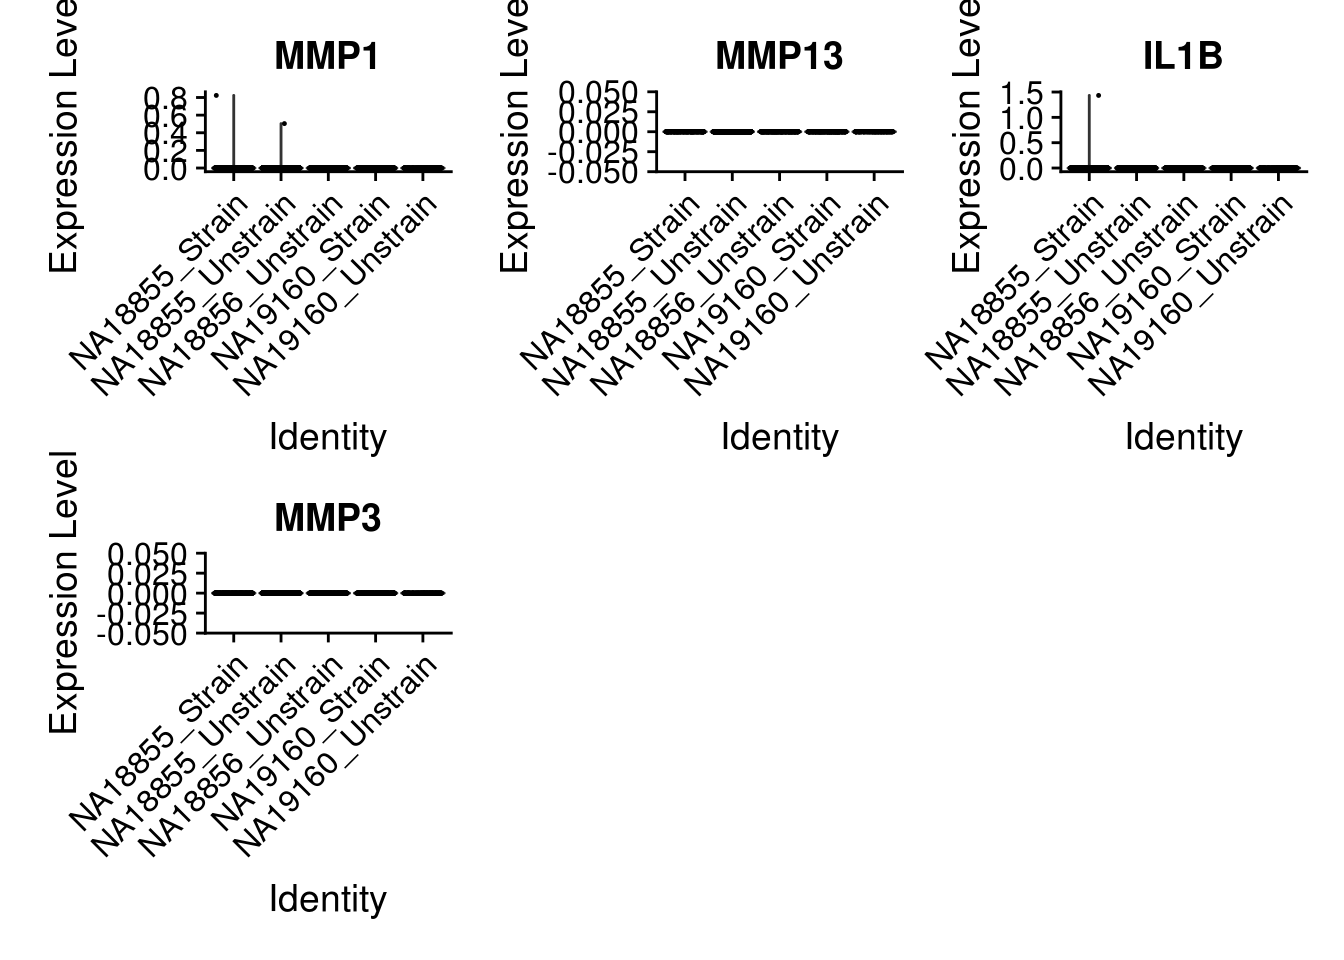 MMP1
Expression Leve
0.8
0.6
0.4
0.2
0.0
NA18855_Strain
NA18855_Unstrain
NA18856_Unstrain
NA19160_Strain
NA19160_Unstrain
Identity
MMP13
Expression Leve
0.050
0.025
0.000
-0.025
-0.050
NA18855_Strain
NA18855_Unstrain
NA18856_Unstrain
NA19160_Strain
NA19160_Unstrain
Identity
IL1B
Expression Leve
1.5
1.0
0.5
0.0
NA18855_Strain
NA18855_Unstrain
NA18856_Unstrain
NA19160_Strain
NA19160_Unstrain
Identity
MMP3
Expression Level
0.050
0.025
0.000
-0.025
-0.050
NA18855_Strain
NA18855_Unstrain
NA18856_Unstrain
NA19160_Strain
NA19160_Unstrain
Identity